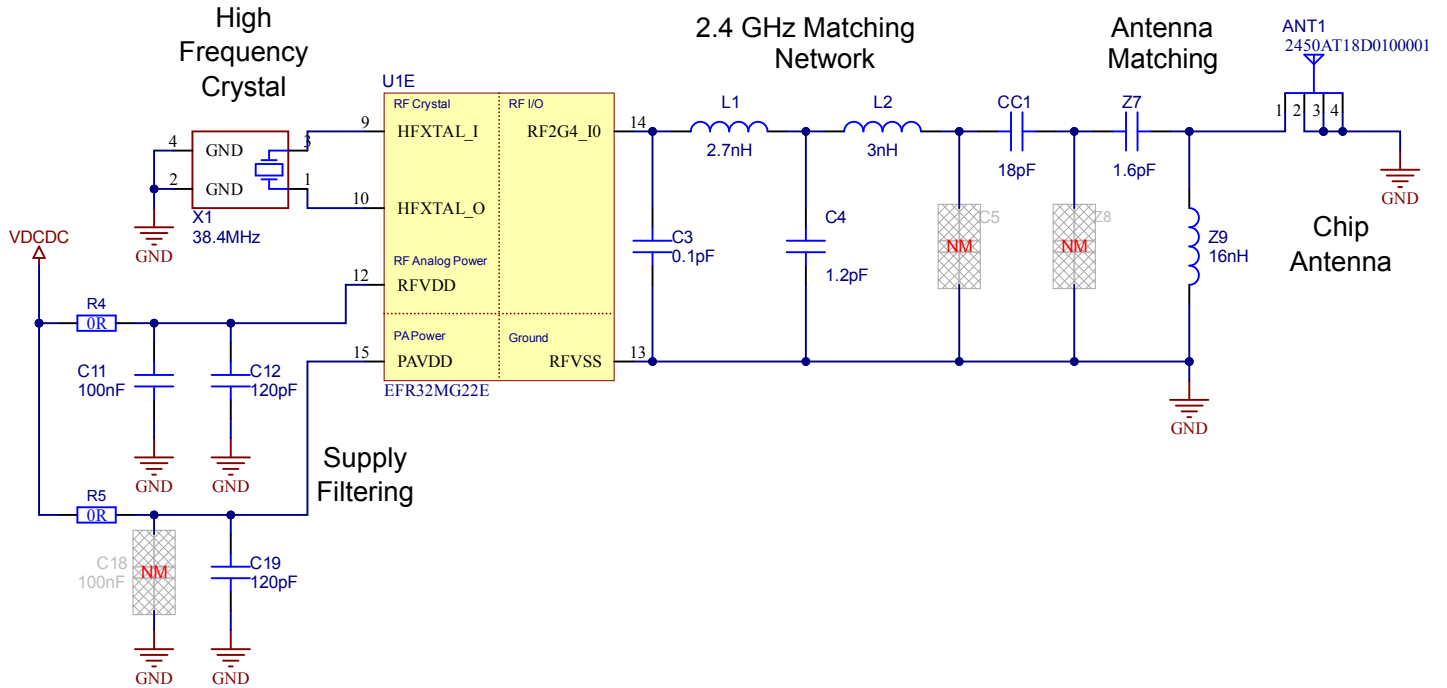 High
Frequency
Crystal
2.4 GHz Matching
Network
Antenna
Matching
ANT1
2450AT18D0100001
U1E
RF Crystal
RF I/O
9
HFXTAL_I
RF2G4_I0
14
L1
2.7nH
L2
3nH
CC1
18pF
Z7
1.6pF
1
2
3
4
GND
4
GND
3
2
GND
1
X1
38.4MHz
GND
10
HFXTAL_O
C3
0.1pF
C4
1.2pF
C5
NM
Z8
NM
Z9
16nH
Chip
Antenna
VDCDC
RF Analog Power
12
RFVDD
R4
0R
PA Power
Ground
15
PAVDD
RFVSS
13
EFR32MG22E
GND
C11
100nF
C12
120pF
GND
GND
Supply
Filtering
R5
0R
C18
100nF
NM
C19
120pF
GND
GND